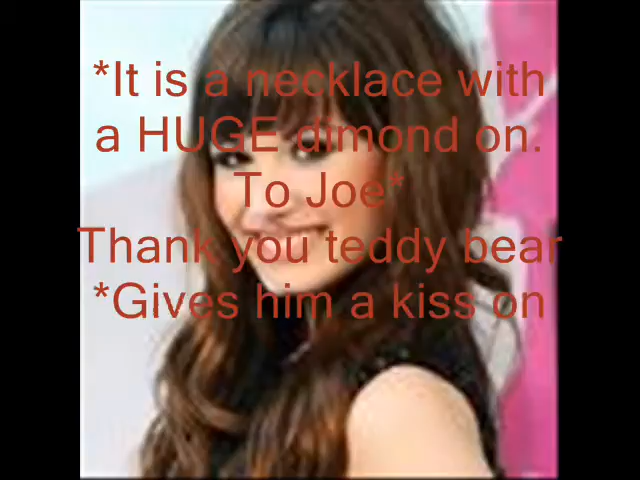 *It is a necklace with
a HUGE dimond on.
To Joe*
Thank you teddy bear
*Gives him a kiss on